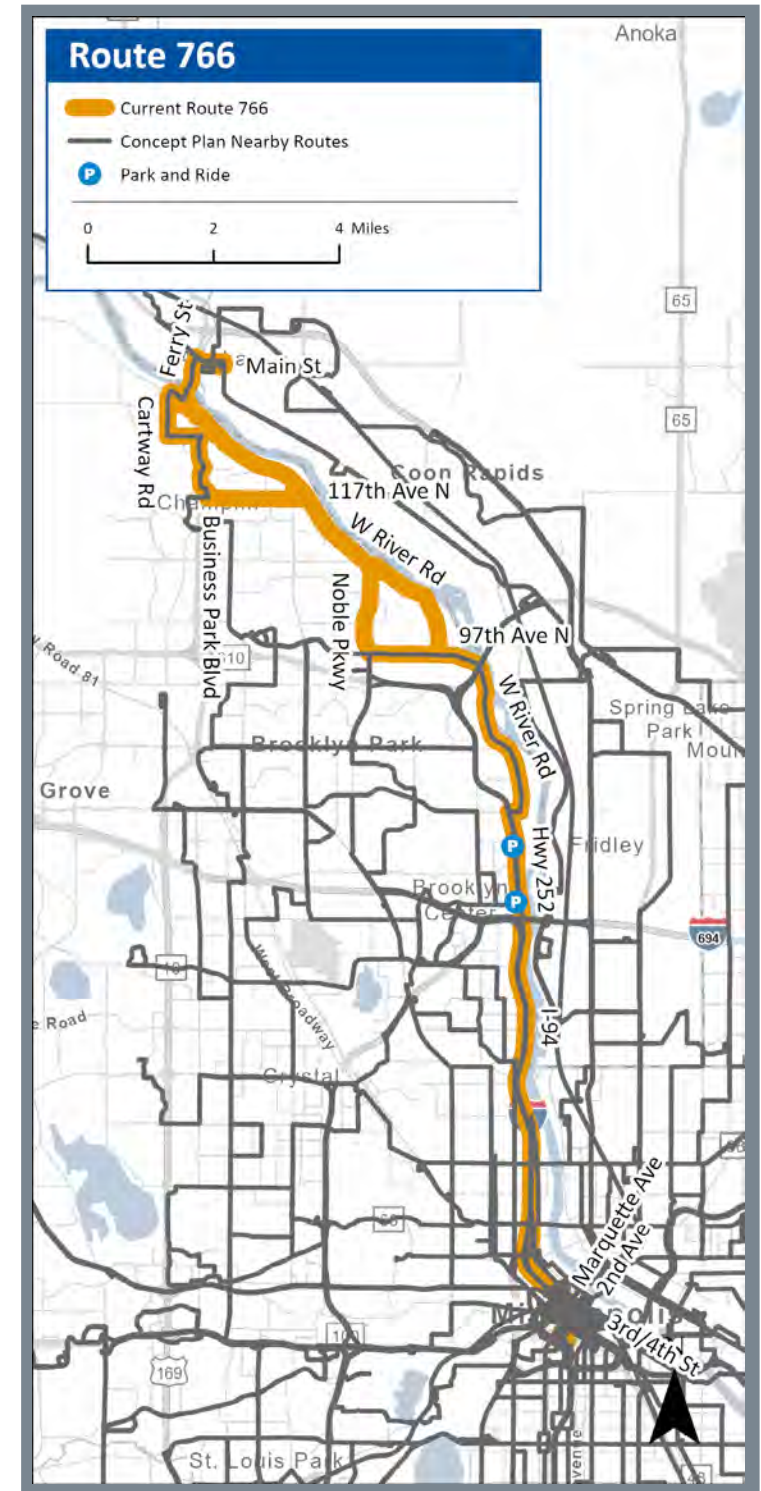 Anoka
Route 766
Current Route 766
Concept Plan Nearby Routes
P
Park and Ride
0 2 4 Miles
65
Ferry St
Main St
Cartway Rd
65
Coon Rapids
117th Ave N
Champlin
W River Rd
Business Park Blvd
Noble Pkwy
97th Ave N
610
Road 81
W River Rd
Spring Lake
Park
Moun
Brooklyn Park
Grove
Hwy 252
P
Fridley
Brooklyn
Center
P
694
West Broadway
e Road
I-94
Crystal
Marquette Ave
2nd Ave
3rd/4th St
100
169
St. Louis Park